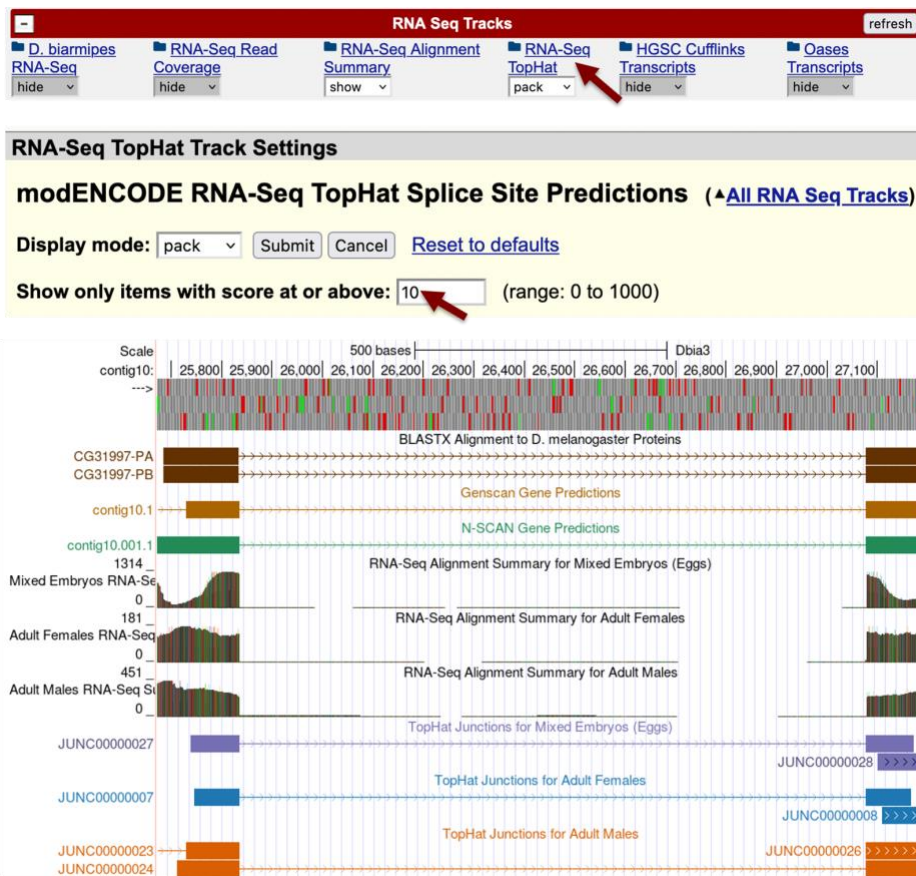 - RNA Seq Tracks refresh
D. biarmipes RNA-Seq Read RNA-Seq Alignment RNA-Seq HGSC Cufflinks Oases
RNA-Seq Coverage Summary TopHat Transcripts Transcripts
hide hide show pack hide hide
RNA-Seq TopHat Track Settings
modENCODE RNA-Seq TopHat Splice Site Predictions (▲All RNA Seq Tracks)
Display mode: pack Submit Cancel Reset to defaults
Show only items with score at or above: 10 (range: 0 to 1000)
Scale 500 bases Dbia3
contig10: 25,800 25,900 26,000 26,100 26,200 26,300 26,400 26,500 26,600 26,700 26,800 26,900 27,000 27,100
--->
BLASTX Alignment to D. melanogaster Proteins
CG31997-PA
CG31997-PB
Genscan Gene Predictions
contig10.1
N-SCAN Gene Predictions
contig10.001.1
RNA-Seq Alignment Summary for Mixed Embryos (Eggs)
1314
Mixed Embryos RNA-Se
0
RNA-Seq Alignment Summary for Adult Females
181
Adult Females RNA-Seq
0
RNA-Seq Alignment Summary for Adult Males
451
Adult Males RNA-Seq Su
0
TopHat Junctions for Mixed Embryos (Eggs)
JUNC00000027
JUNC00000028
TopHat Junctions for Adult Females
JUNC00000007
JUNC00000008
TopHat Junctions for Adult Males
JUNC00000023 JUNC00000026
JUNC00000024